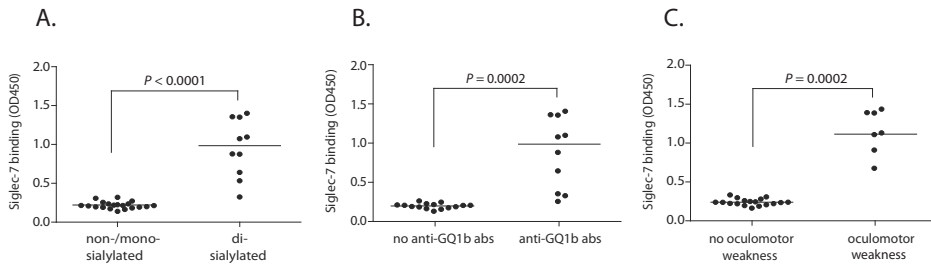 A.
Siglec-7 binding (OD450)
2.0
1.5
1.0
0.5
0.0
P < 0.0001
non-/mono-
sialylated
di-
sialylated
B.
Siglec-7 binding (OD450)
2.0
1.5
1.0
0.5
0.0
P = 0.0002
no anti-GQ1b abs
anti-GQ1b abs
C.
Siglec-7 binding (OD450)
2.0
1.5
1.0
0.5
0.0
P = 0.0002
no oculomotor
weakness
oculomotor
weakness